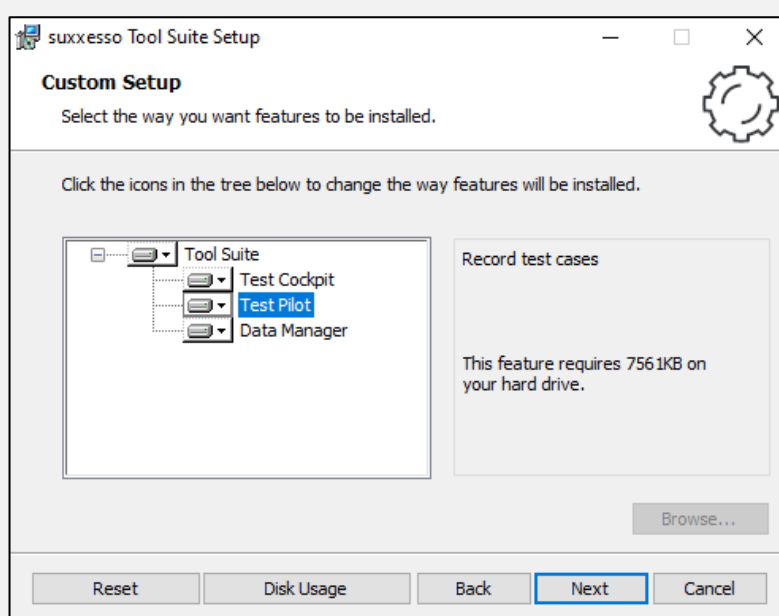 suxxesso Tool Suite Setup
Custom Setup
Select the way you want features to be installed.
Click the icons in the tree below to change the way features will be installed.
Tool Suite
Test Cockpit
Test Pilot
Data Manager
Record test cases
This feature requires 7561KB on
your hard drive.
Browse...
Reset Disk Usage Back Next Cancel